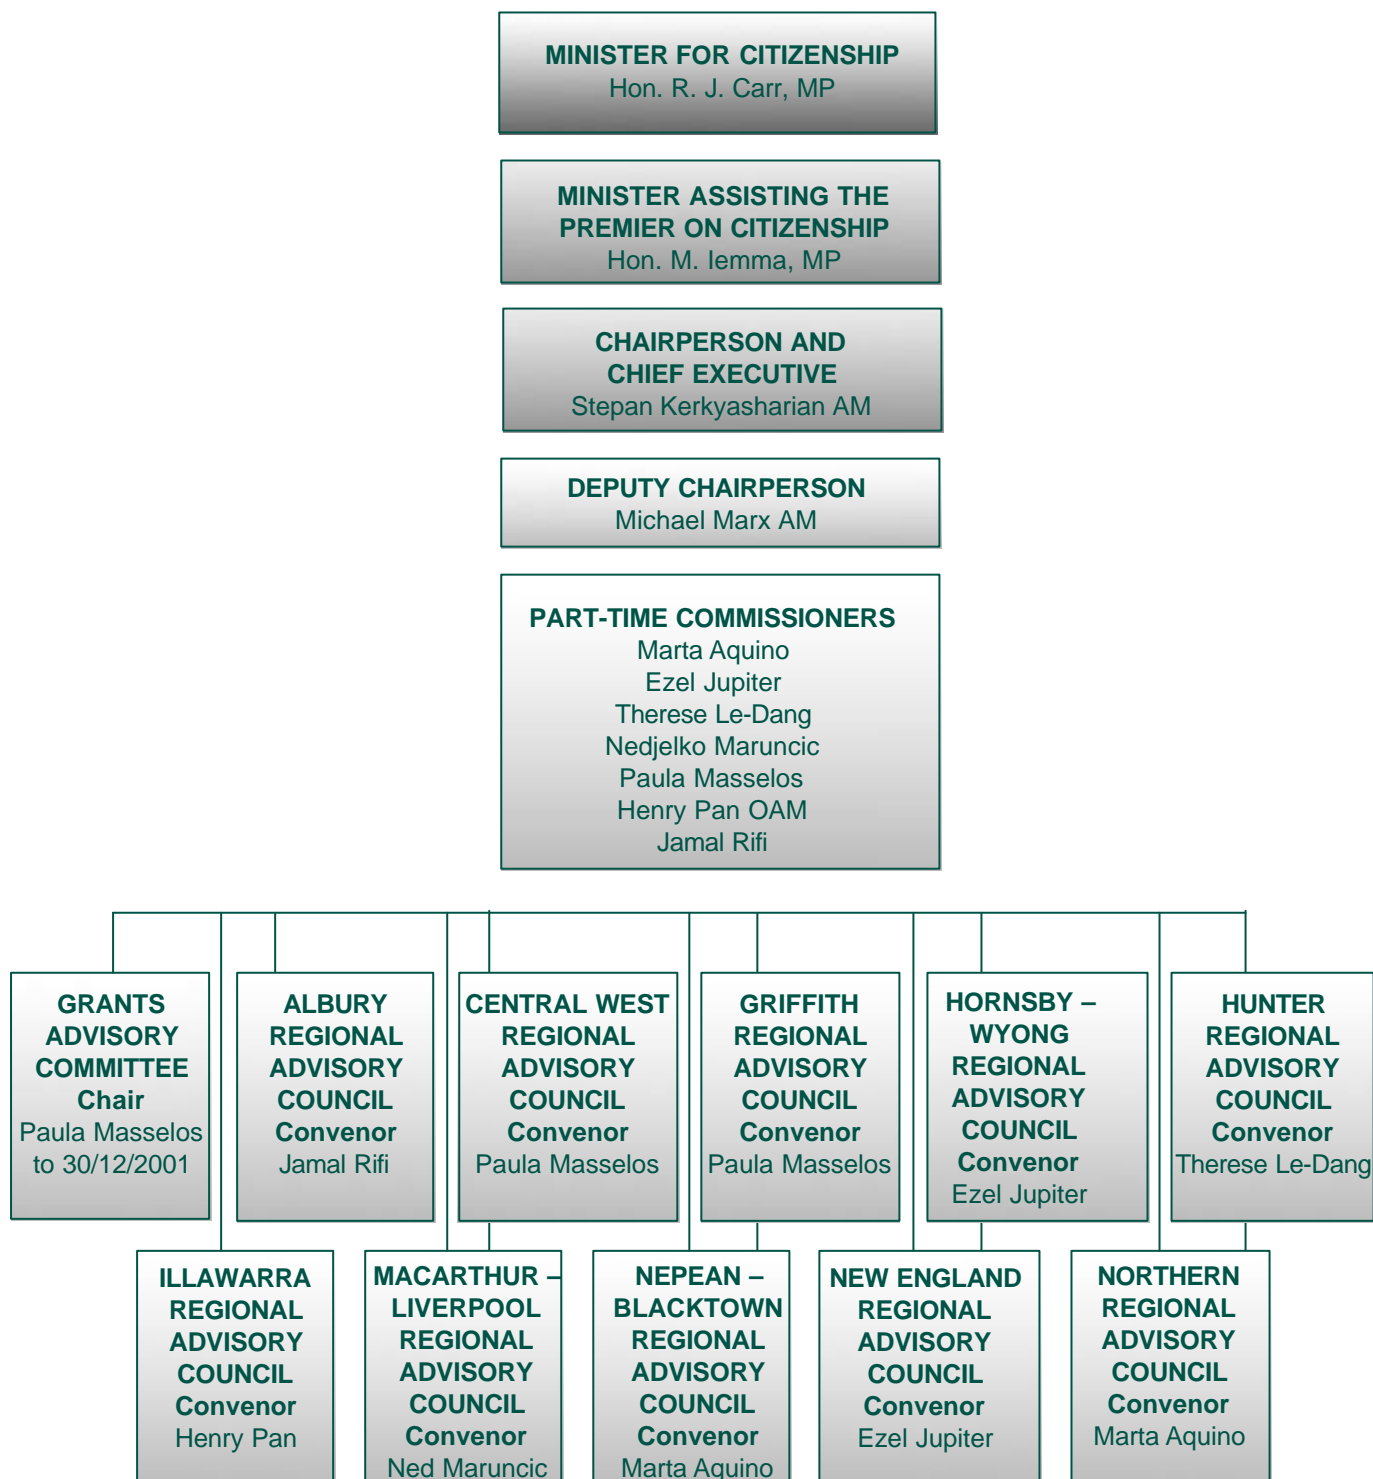 MINISTER FOR CITIZENSHIP
Hon. R. J. Carr, MP
MINISTER ASSISTING THE
PREMIER ON CITIZENSHIP
Hon. M. Iemma, MP
CHAIRPERSON AND
CHIEF EXECUTIVE
Stepan Kerkyasharian AM
DEPUTY CHAIRPERSON
Michael Marx AM
PART-TIME COMMISSIONERS
Marta Aquino
Ezel Jupiter
Therese Le-Dang
Nedjelko Maruncic
Paula Masselos
Henry Pan OAM
Jamal Rifi
GRANTS
ADVISORY
COMMITTEE
Chair
Paula Masselos
to 30/12/2001
ALBURY
REGIONAL
ADVISORY
COUNCIL
Convenor
Jamal Rifi
CENTRAL WEST
REGIONAL
ADVISORY
COUNCIL
Convenor
Paula Masselos
GRIFFITH
REGIONAL
ADVISORY
COUNCIL
Convenor
Paula Masselos
HORNSBY –
WYONG
REGIONAL
ADVISORY
COUNCIL
Convenor
Ezel Jupiter
HUNTER
REGIONAL
ADVISORY
COUNCIL
Convenor
Therese Le-Dang
ILLAWARRA
REGIONAL
ADVISORY
COUNCIL
Convenor
Henry Pan
MACARTHUR –
LIVERPOOL
REGIONAL
ADVISORY
COUNCIL
Convenor
Ned Maruncic
NEPEAN –
BLACKTOWN
REGIONAL
ADVISORY
COUNCIL
Convenor
Marta Aquino
NEW ENGLAND
REGIONAL
ADVISORY
COUNCIL
Convenor
Ezel Jupiter
NORTHERN
REGIONAL
ADVISORY
COUNCIL
Convenor
Marta Aquino